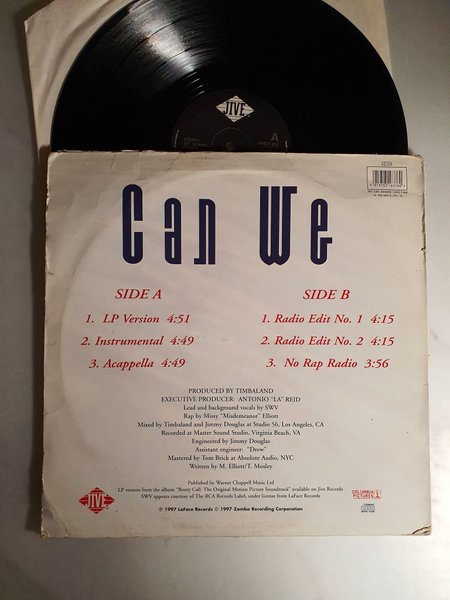 JIVE
A
Can We
SIDE A
1. LP Version 4:51
2. Instrumental 4:49
3. Acappella 4:49
SIDE B
1. Radio Edit No. 1 4:15
2. Radio Edit No. 2 4:15
3. No Rap Radio 3:56
PRODUCED BY TIMBALAND
EXECUTIVE PRODUCER: ANTONIO "LA" REID
Lead and background vocals by SWV
Rap by Missy "Misdemeanor" Elliott
Mixed by Timbaland and Jimmy Douglas at Studio 56, Los Angeles, CA
Recorded at Master Sound Studio, Virginia Beach, VA
Engineered by Jimmy Douglas
Assistant engineer: "Drew"
Mastered by Tom Brick at Absolute Audio, NYC
Written by M. Elliott/T. Mosley
Published by Warner Chappell Music Ltd
LP version from the album "Booty Call: The Original Motion Picture Soundtrack" available on Jive Records
SWV appears courtesy of The RCA Records Label, under license from LaFace Records
℗ 1997 LaFace Records © 1997 Zomba Recording Corporation
JIVE
COLUMBIA
PICTURES